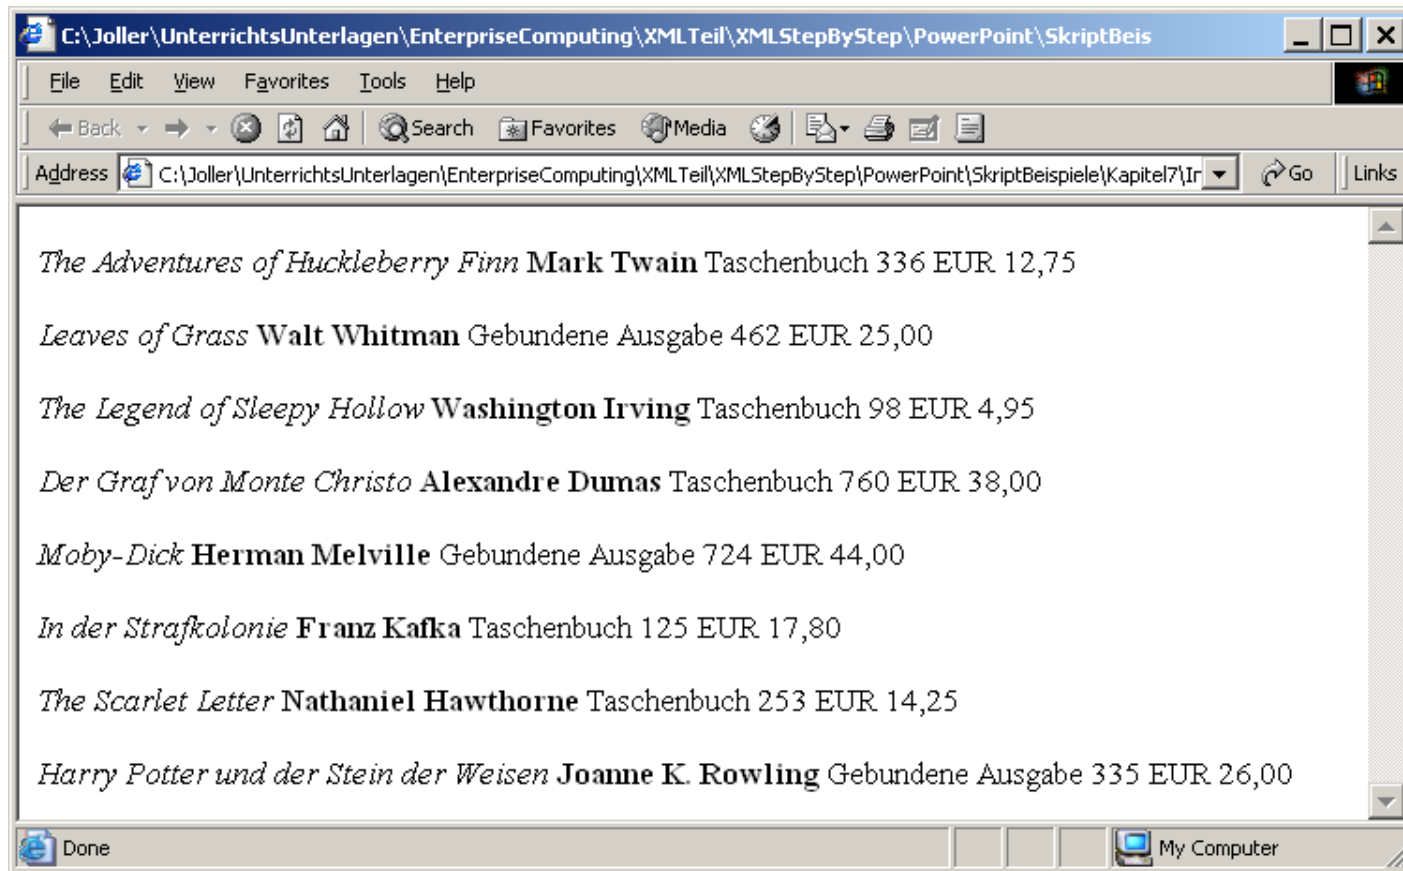 C:\Joller\UnterrichtsUnterlagen\EnterpriseComputing\XMLTeil\XMLStepByStep\PowerPoint\SkriptBeis
File Edit View Favorites Tools Help
Back Search Favorites Media
Address C:\Joller\UnterrichtsUnterlagen\EnterpriseComputing\XMLTeil\XMLStepByStep\PowerPoint\SkriptBeispiele\Kapitel7\Ir Go Links
The Adventures of Huckleberry Finn Mark Twain Taschenbuch 336 EUR 12,75
Leaves of Grass Walt Whitman Gebundene Ausgabe 462 EUR 25,00
The Legend of Sleepy Hollow Washington Irving Taschenbuch 98 EUR 4,95
Der Graf von Monte Christo Alexandre Dumas Taschenbuch 760 EUR 38,00
Moby-Dick Herman Melville Gebundene Ausgabe 724 EUR 44,00
In der Strafkolonie Franz Kafka Taschenbuch 125 EUR 17,80
The Scarlet Letter Nathaniel Hawthorne Taschenbuch 253 EUR 14,25
Harry Potter und der Stein der Weisen Joanne K. Rowling Gebundene Ausgabe 335 EUR 26,00
Done My Computer